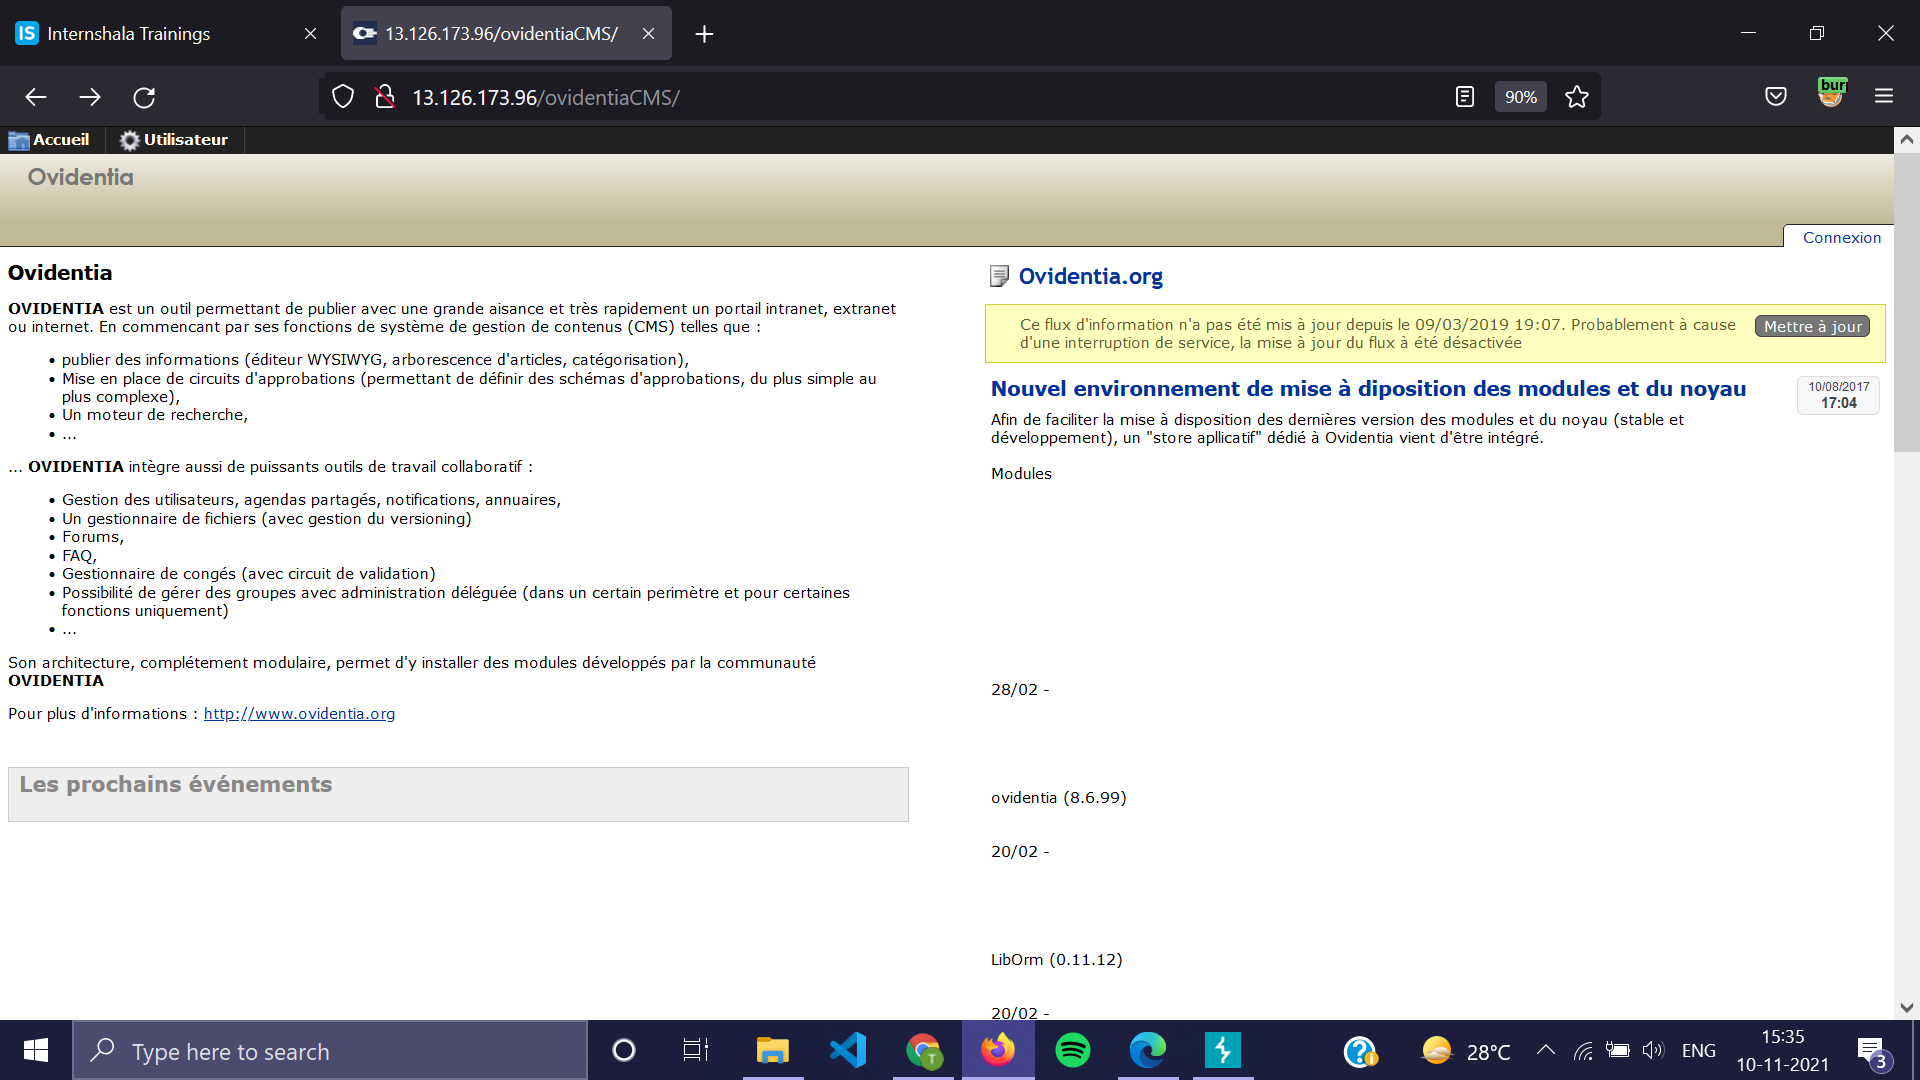 IS Internshala Trainings
13.126.173.96/ovidentiaCMS/
13.126.173.96/ovidentiaCMS/
90%
bur
Accueil
Utilisateur
Ovidentia
Connexion
Ovidentia
OVIDENTIA est un outil permettant de publier avec une grande aisance et très rapidement un portail intranet, extranet
ou internet. En commencant par ses fonctions de système de gestion de contenus (CMS) telles que :
• publier des informations (éditeur WYSIWYG, arborescence d'articles, catégorisation),
• Mise en place de circuits d'approbations (permettant de définir des schémas d'approbations, du plus simple au
plus complexe),
• Un moteur de recherche,
• ...
... OVIDENTIA intègre aussi de puissants outils de travail collaboratif :
• Gestion des utilisateurs, agendas partagés, notifications, annuaires,
• Un gestionnaire de fichiers (avec gestion du versioning)
• Forums,
• FAQ,
• Gestionnaire de congés (avec circuit de validation)
• Possibilité de gérer des groupes avec administration déléguée (dans un certain perimètre et pour certaines
fonctions uniquement)
• ...
Son architecture, complétement modulaire, permet d'y installer des modules développés par la communauté
OVIDENTIA
Pour plus d'informations : http://www.ovidentia.org
Les prochains événements
Ovidentia.org
Ce flux d'information n'a pas été mis à jour depuis le 09/03/2019 19:07. Probablement à cause
d'une interruption de service, la mise à jour du flux à été désactivée
Mettre à jour
Nouvel environnement de mise à diposition des modules et du noyau
10/08/2017
17:04
Afin de faciliter la mise à disposition des dernières version des modules et du noyau (stable et
développement), un "store apllicatif" dédié à Ovidentia vient d'être intégré.
Modules
28/02 -
ovidentia (8.6.99)
20/02 -
LibOrm (0.11.12)
20/02 -
Type here to search
T
28°C
ENG
15:35
10-11-2021
3